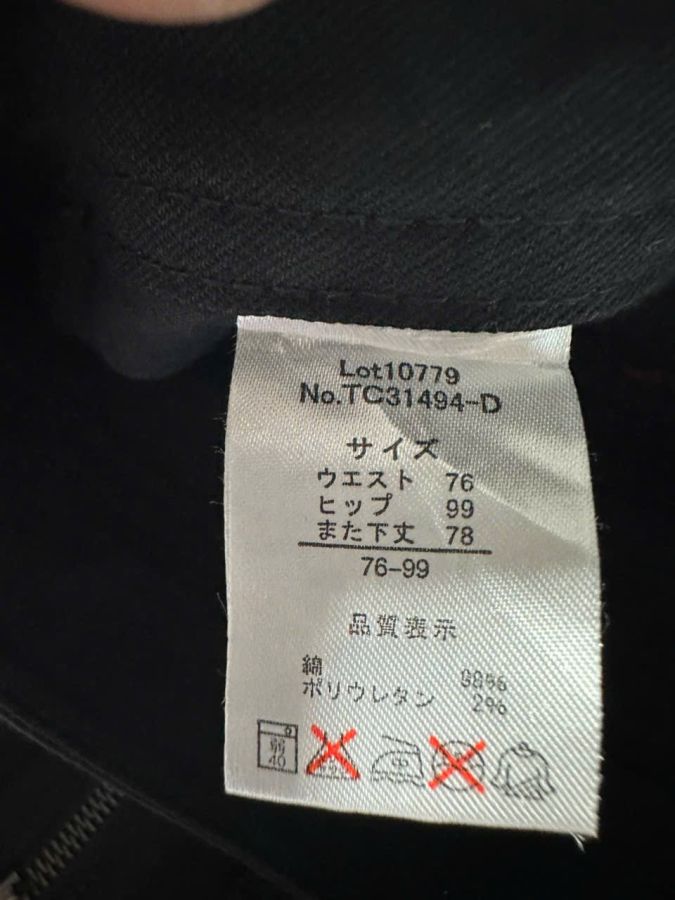 Lot10779
No.TC31494-D
サイズ
ウエスト 76
ヒップ 99
また下丈 78
76-99
品質表示
綿 98%
ポリウレタン 2%
弱 40 中